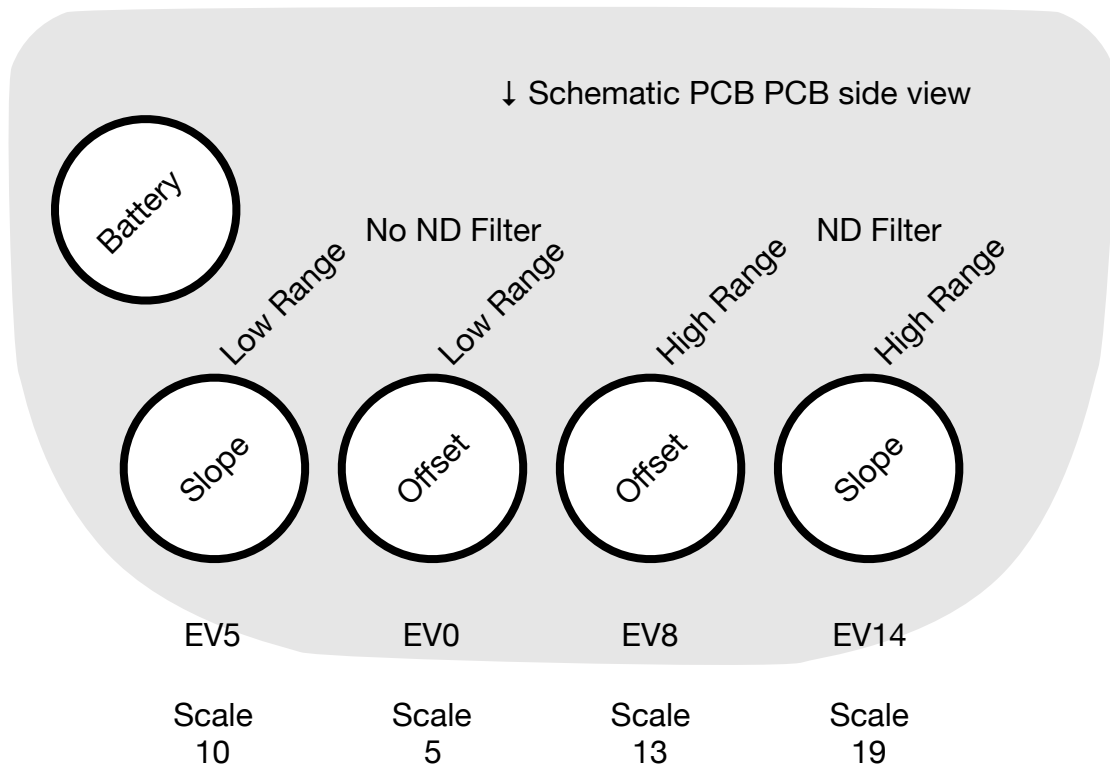 ↓ Schematic PCB PCB side view
Battery
No ND Filter
ND Filter
Low Range
Low Range
High Range
High Range
Slope
Offset
Offset
Slope
EV5
EV0
EV8
EV14
Scale
10
Scale
5
Scale
13
Scale
19